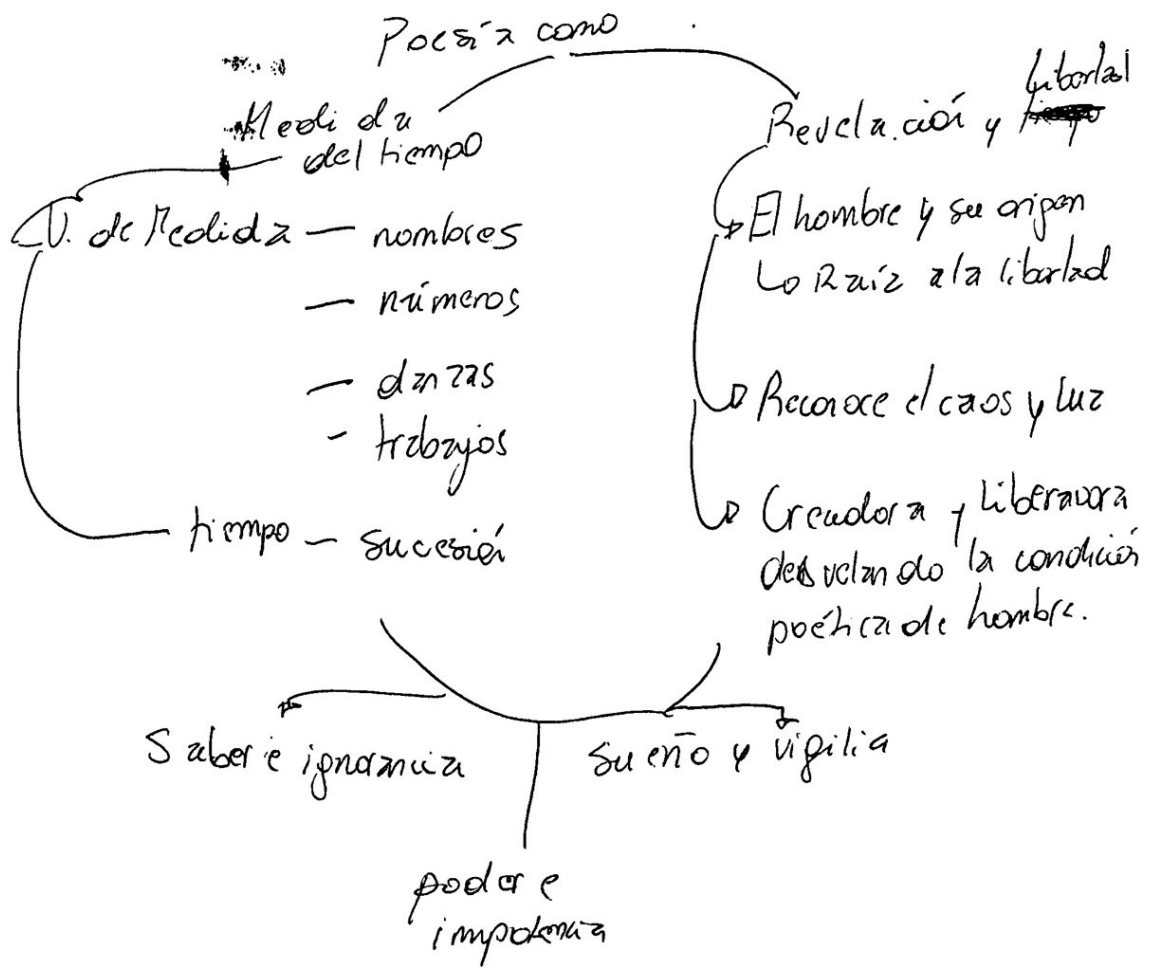 Poesía como
Medida
del tiempo
U. de Medida – nombres
– números
– danzas
- trabajos
tiempo – sucesión
Revelación y libertad
El hombre y su origen
Raíz a la libertad
Reconoce el caos y luz
Creadora y Liberadora
desvelando la condición
poética de hombre.
Saber e ignorancia
Sueño y vigilia
poder e
impotencia